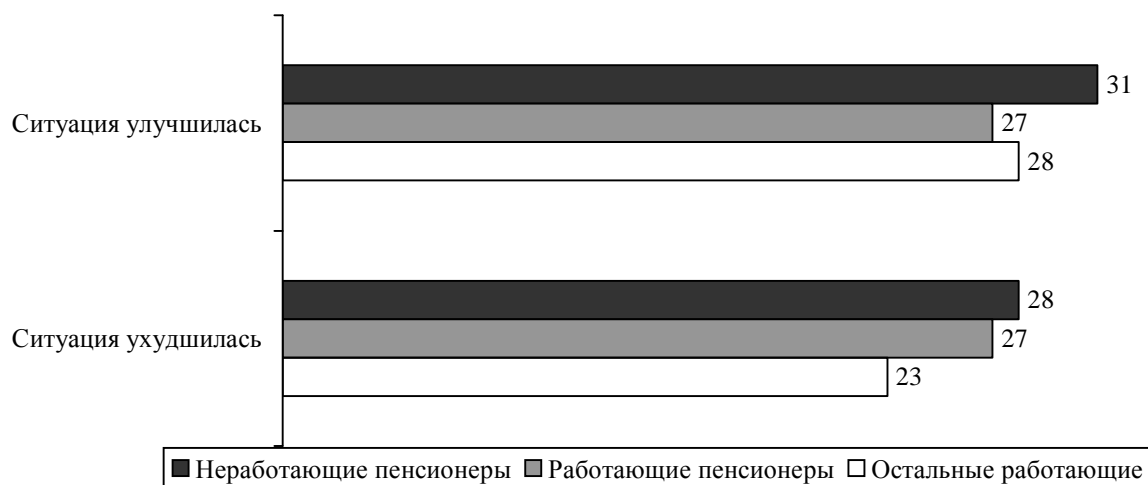 31
Ситуация улучшилась
27
28
28
Ситуация ухудшилась
27
23
Неработающие пенсионеры Работающие пенсионеры Остальные работающие